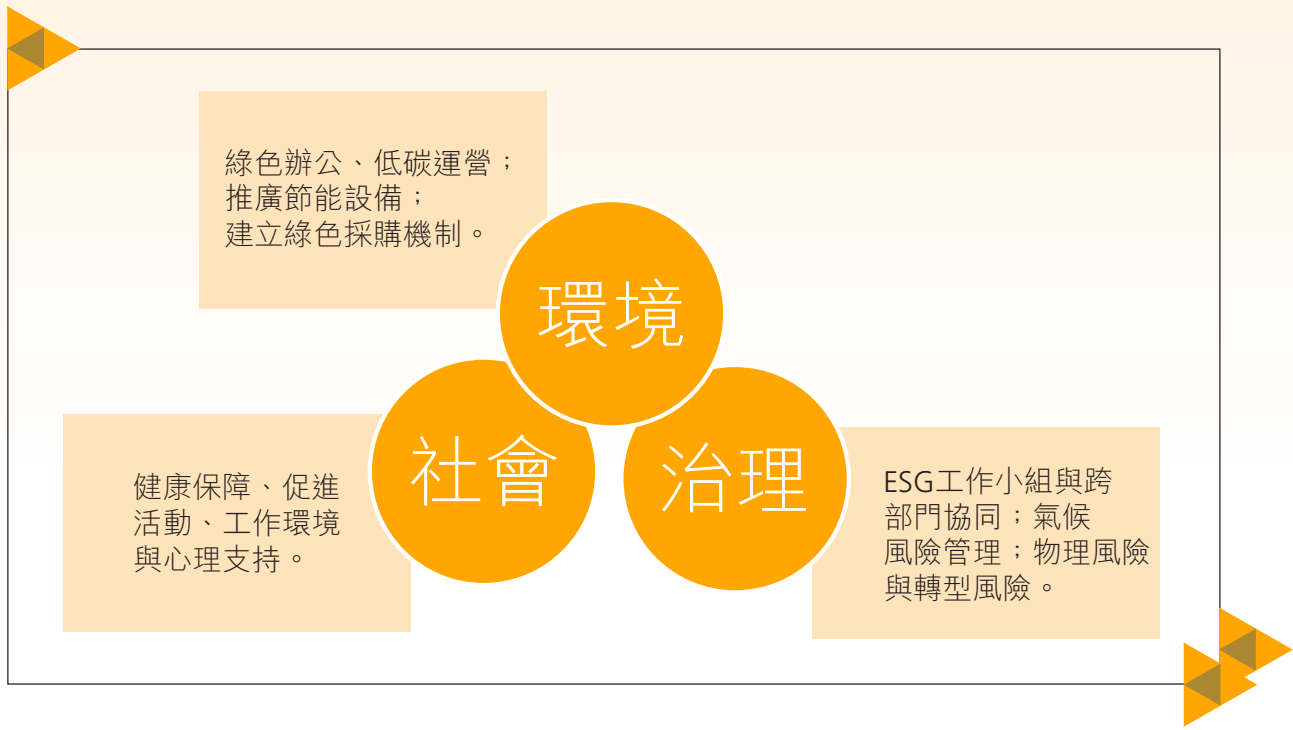 綠色辦公、低碳運營；
推廣節能設備；
建立綠色採購機制。
環境
社會
健康保障、促進
活動、工作環境
與心理支持。
治理
ESG工作小組與跨
部門協同；氣候
風險管理；物理風險
與轉型風險。